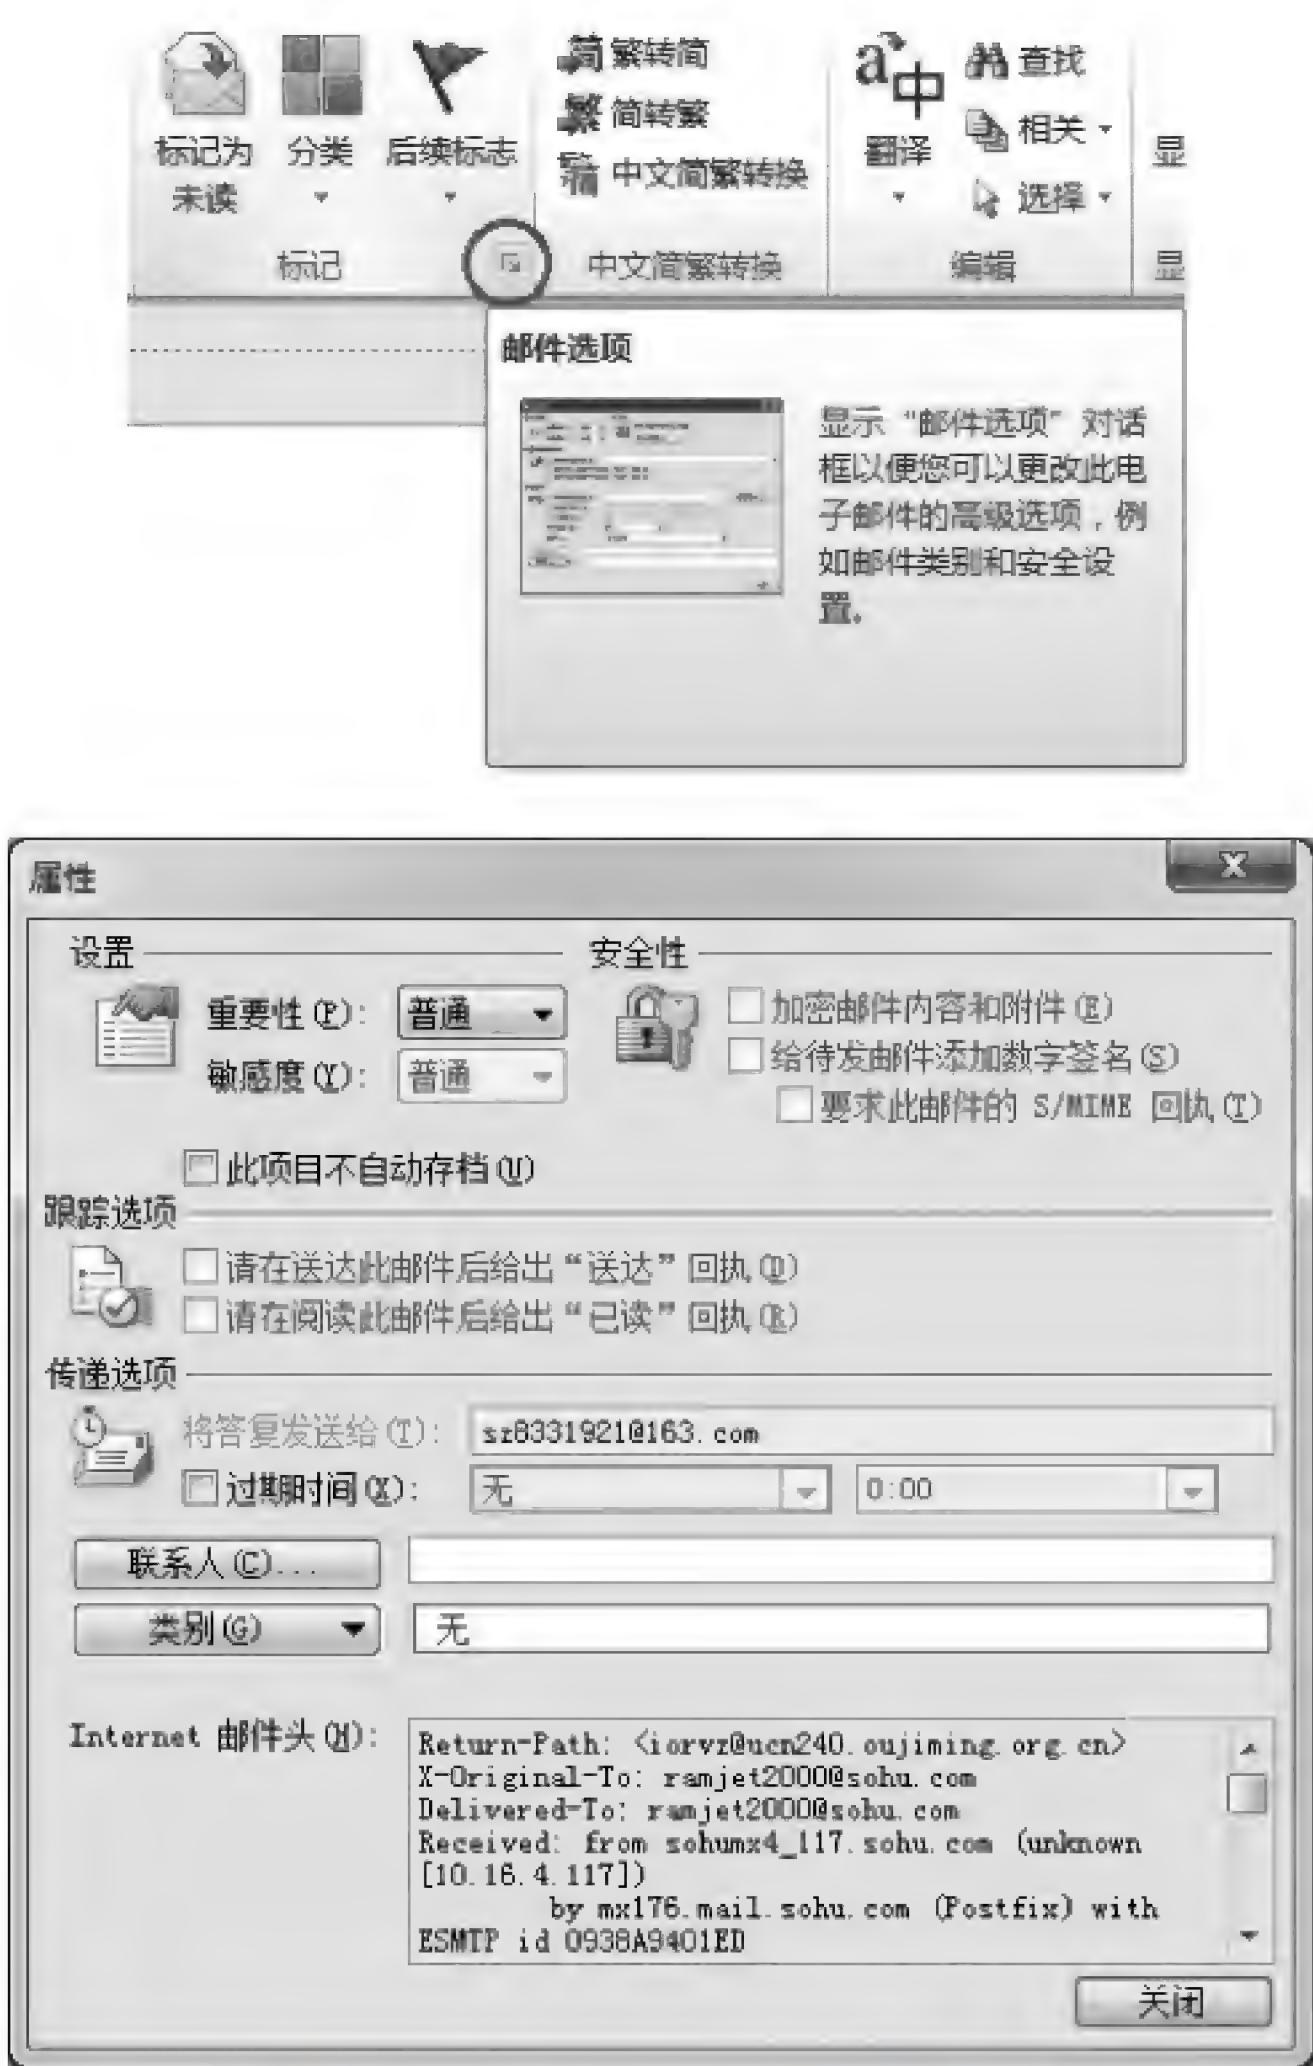 标记为
未读
分类
后续标志
繁转简
简转繁
中文简繁转换
翻译
查找
相关
选择
显
标记
中文简繁转换
编辑
显
邮件选项
显示“邮件选项”对话
框以便您可以更改此电
子邮件的高级选项,例
如邮件类别和安全设
置。
属性
设置
重要性(P): 普通
敏感度(Y): 普通
此项目不自动存档(U)
安全性
加密邮件内容和附件(E)
给待发邮件添加数字签名(S)
要求此邮件的 S/MIME 回执(T)
跟踪选项
请在送达此邮件后给出“送达”回执(D)
请在阅读此邮件后给出“已读”回执(R)
传递选项
将答复发送给(T): sz8331921@163.com
过期时间(X): 无 0:00
联系人(C)...
类别(G) 无
Internet 邮件头(H):
Return-Path: <iorvz@ucn240.oujiming.org.cn>
X-Original-To: ramjet2000@sohu.com
Delivered-To: ramjet2000@sohu.com
Received: from sohumx4_117.sohu.com (unknown
[10.16.4.117])
by mx176.mail.sohu.com (Postfix) with
ESMTP id 0938A9401ED
关闭